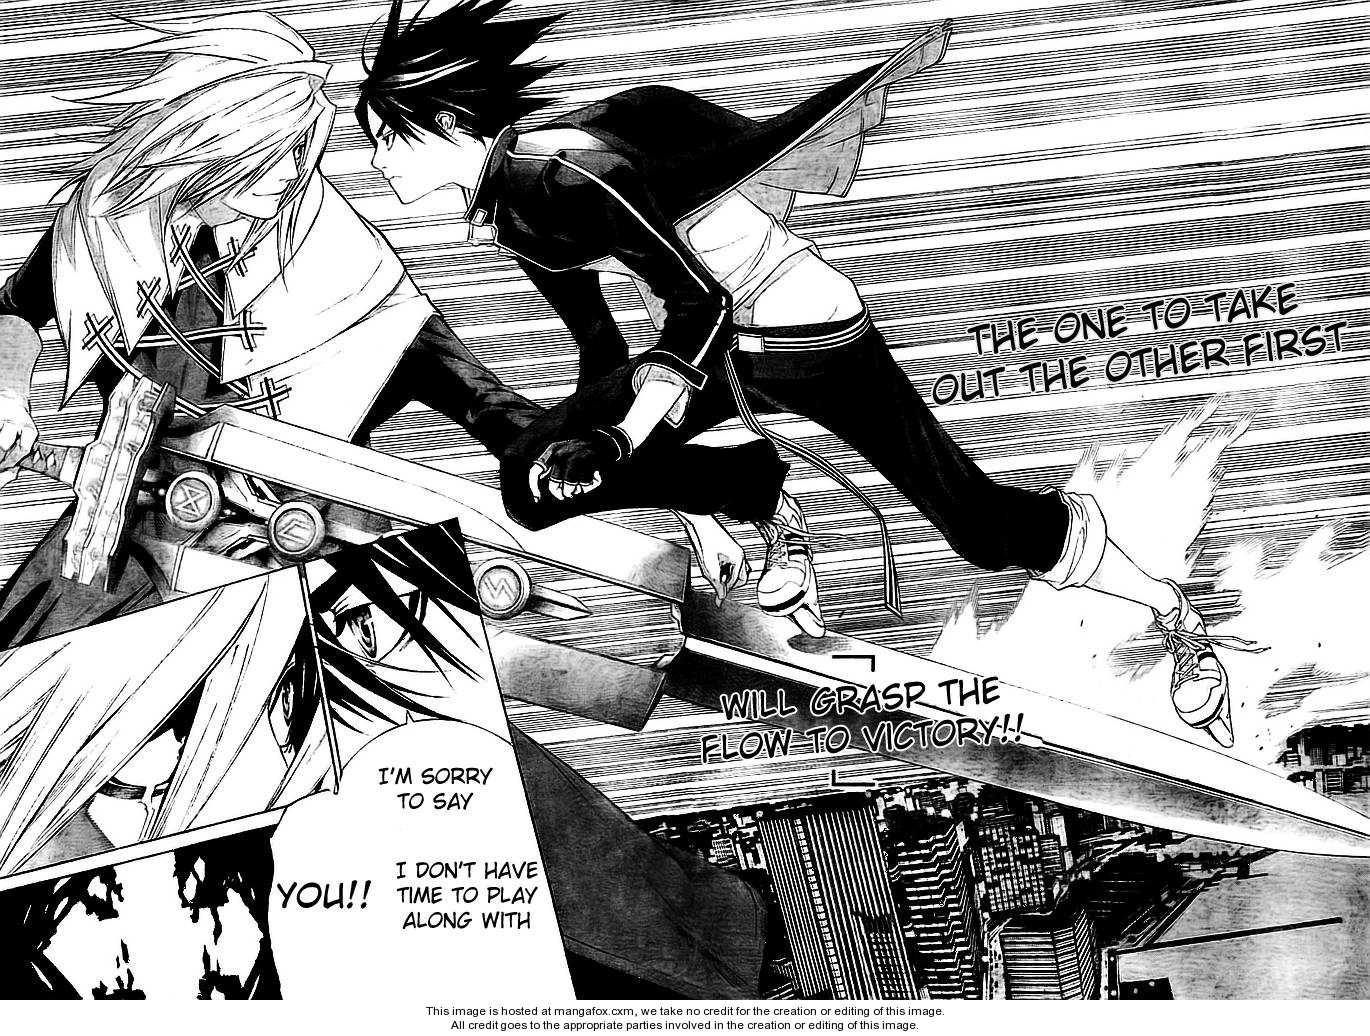 THE ONE TO TAKE
OUT THE OTHER FIRST
WILL GRASP THE
FLOW TO VICTORY!!
I'M SORRY
TO SAY
I DON'T HAVE
TIME TO PLAY
ALONG WITH
YOU!!
This image is hosted at mangafox.cxm, we take no credit for the creation or editing of this image.
All credit goes to the appropriate parties involved in the creation or editing of this image.